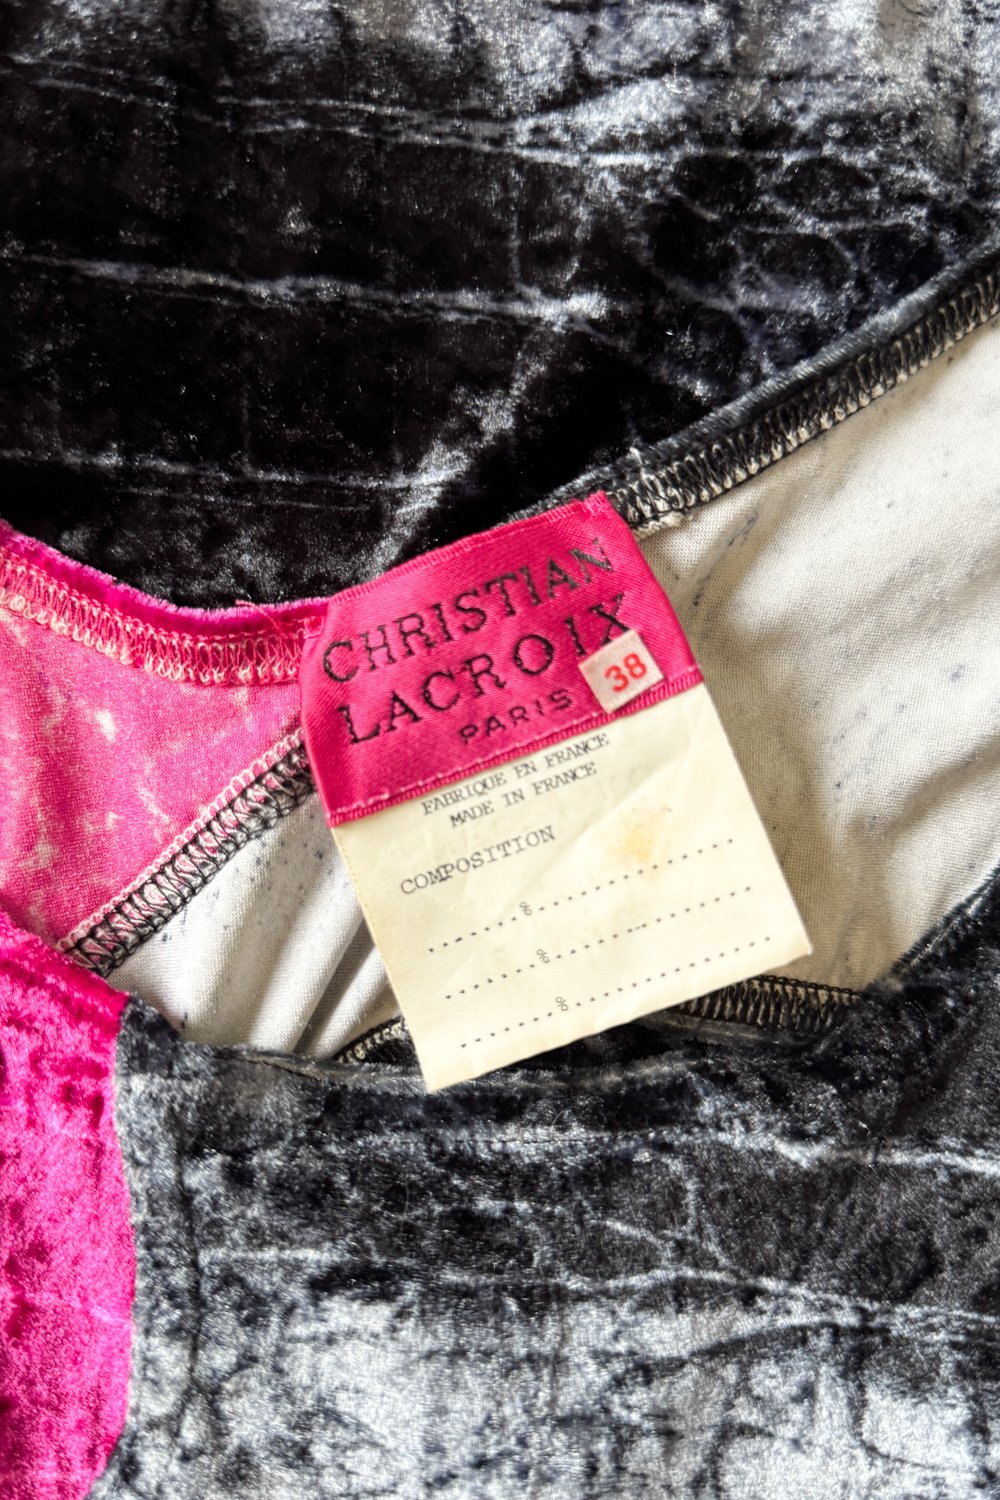 CHRISTIAN
LACROIX
PARIS
38
FABRIQUE EN FRANCE
MADE IN FRANCE
COMPOSITION
...........%..............................
...........%..............................
...........%..............................